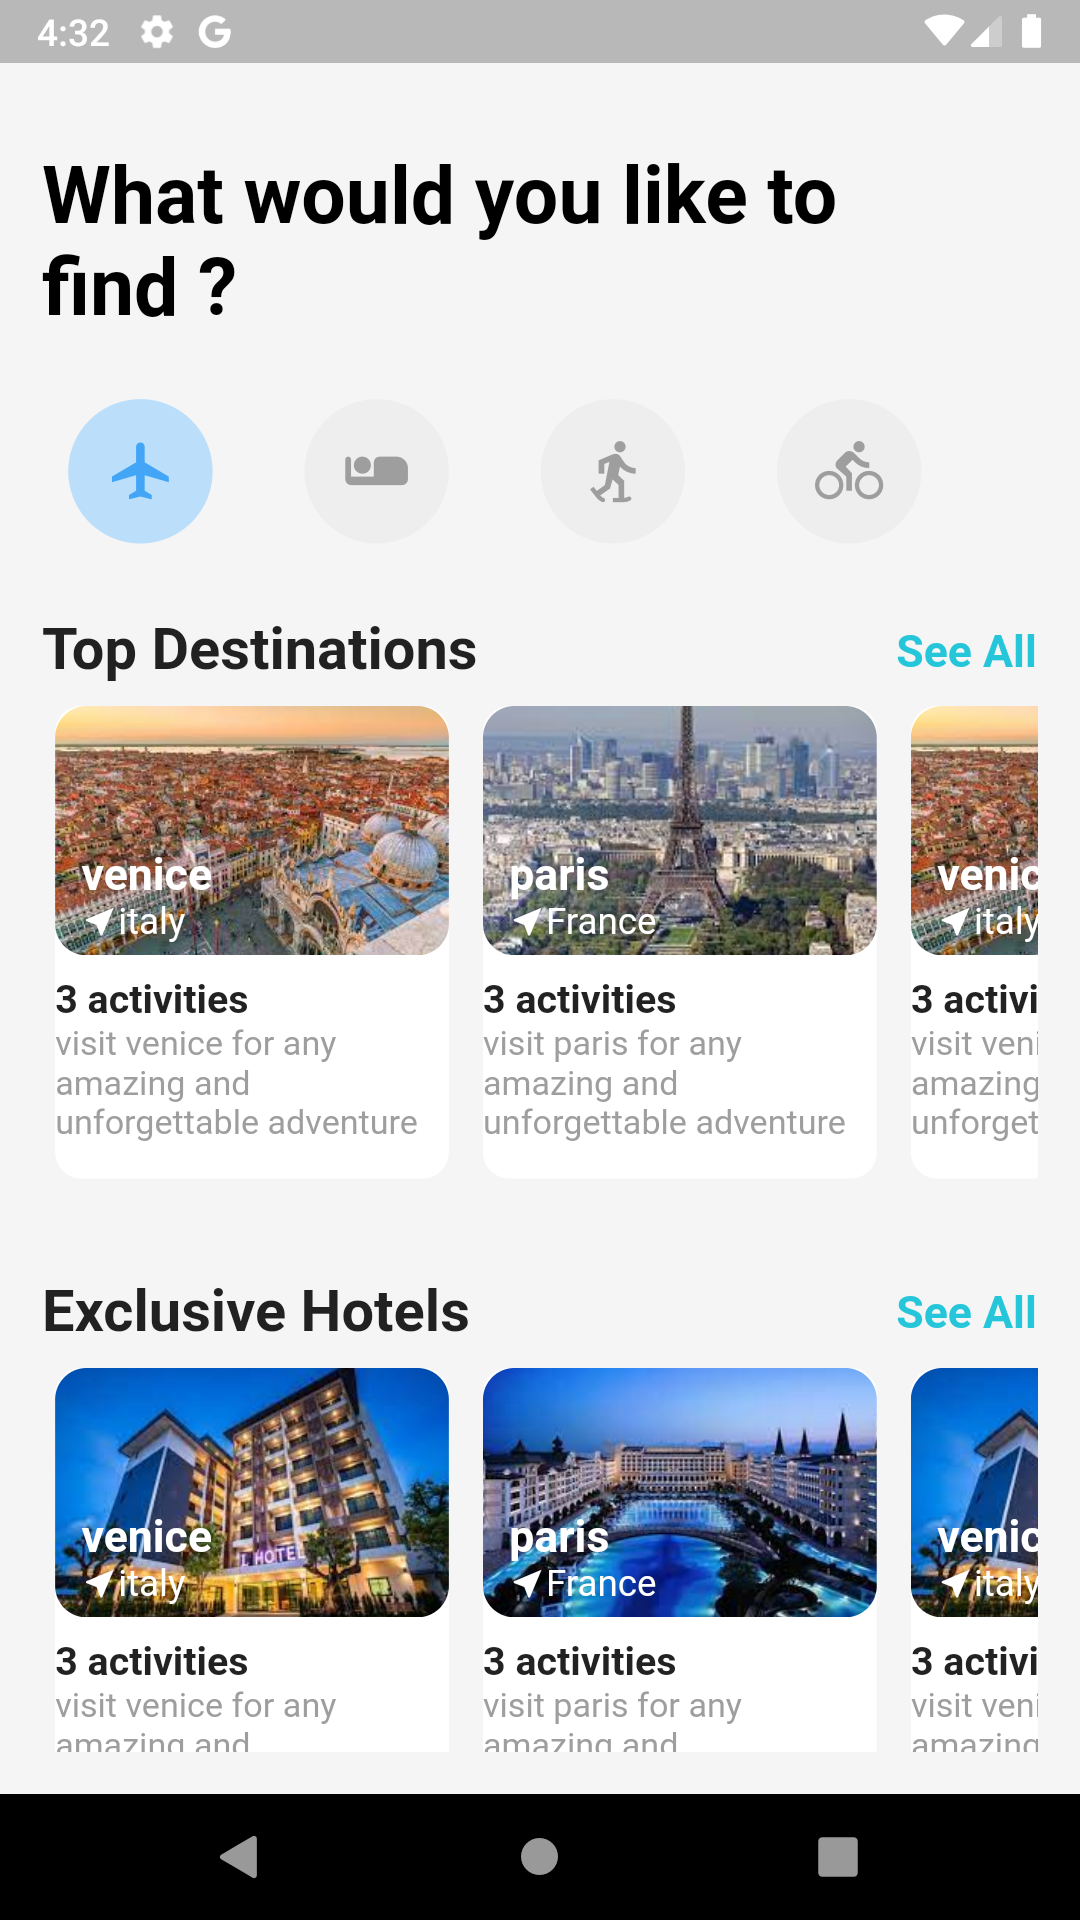 4:32
What would you like to
find ?
Top Destinations
See All
venice
italy
paris
France
venic
italy
3 activities
visit venice for any
amazing and
unforgettable adventure
3 activities
visit paris for any
amazing and
unforgettable adventure
3 activi
visit veni
amazing
unforget
Exclusive Hotels
See All
HOTEL
venice
italy
paris
France
venic
italy
3 activities
visit venice for any
amazing and
3 activities
visit paris for any
amazing and
3 activi
visit veni
amazing